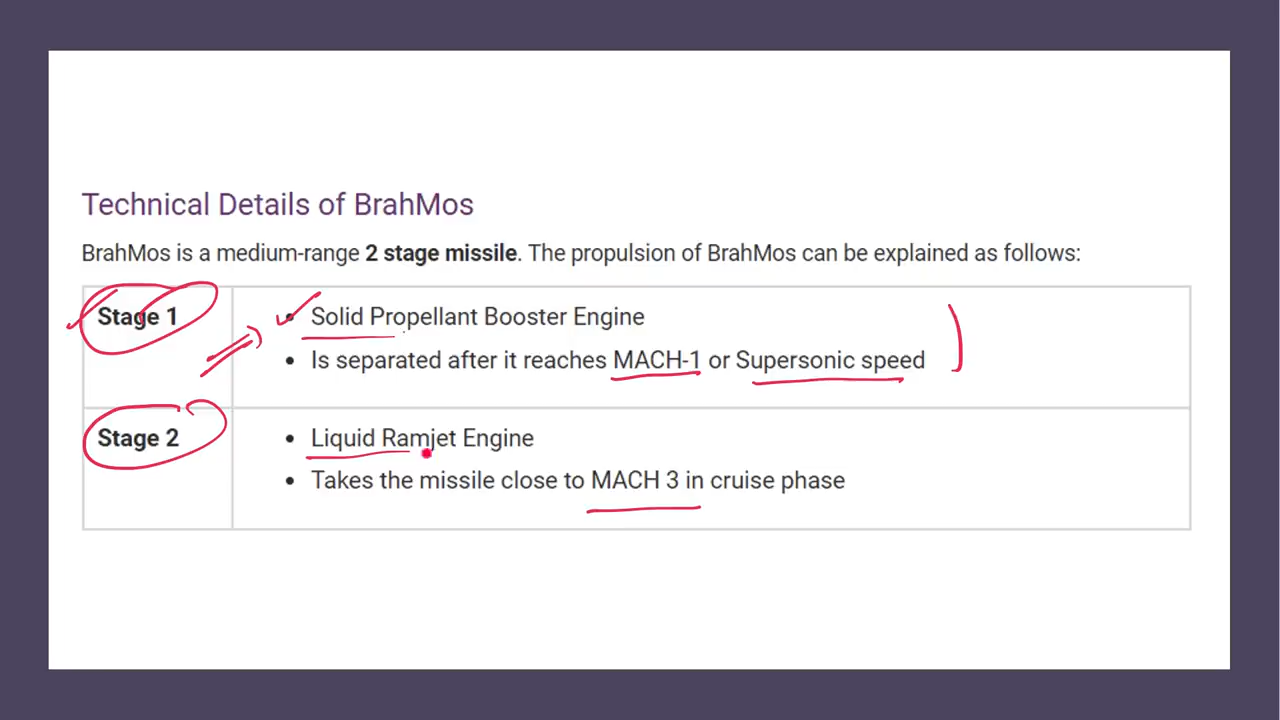 Technical Details of BrahMos
BrahMos is a medium-range 2 stage missile. The propulsion of BrahMos can be explained as follows:
Stage 1
• Solid Propellant Booster Engine
• Is separated after it reaches MACH-1 or Supersonic speed
Stage 2
• Liquid Ramjet Engine
• Takes the missile close to MACH 3 in cruise phase